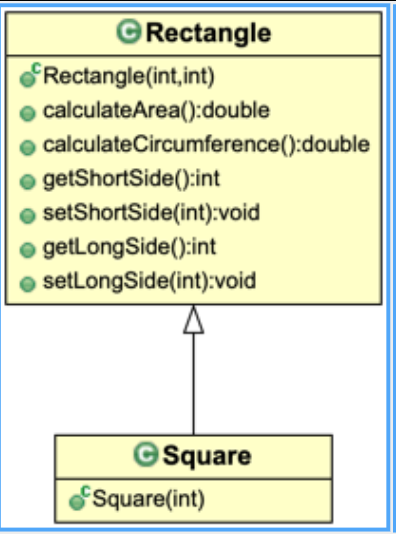 C Rectangle
c Rectangle(int,int)
calculateArea():double
calculateCircumference():double
getShortSide():int
setShortSide(int):void
getLongSide():int
setLongSide(int):void
C Square
c Square(int)